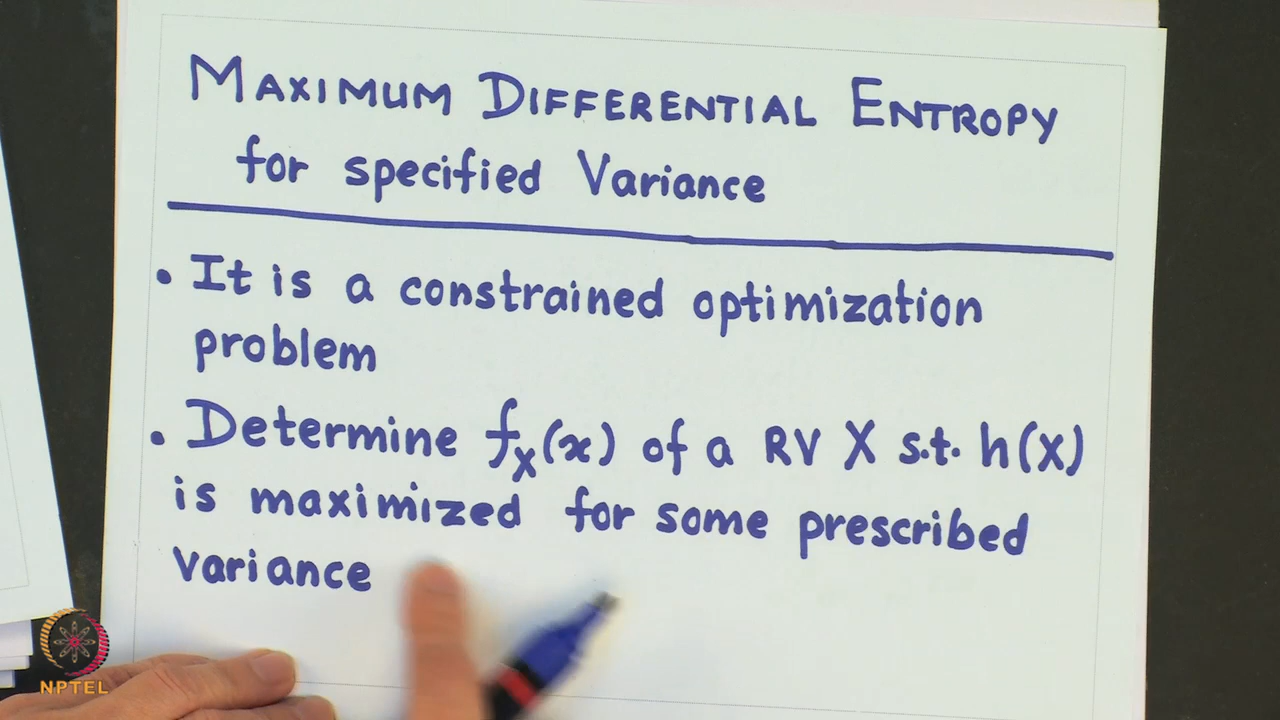 MAXIMUM DIFFERENTIAL ENTROPY
for specified Variance
• It is a constrained optimization
problem
• Determine fₓ(x) of a RV X s.t. h(X)
is maximized for some prescribed
variance
NPTEL